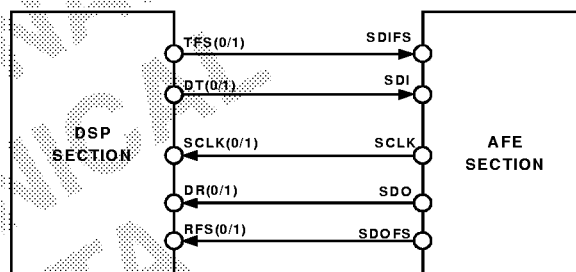 TFS(0/1) SDIFS
DT(0/1) SDI
DSP SECTION
SCLK(0/1) SCLK
AFE SECTION
DR(0/1) SDO
RFS(0/1) SDOFS